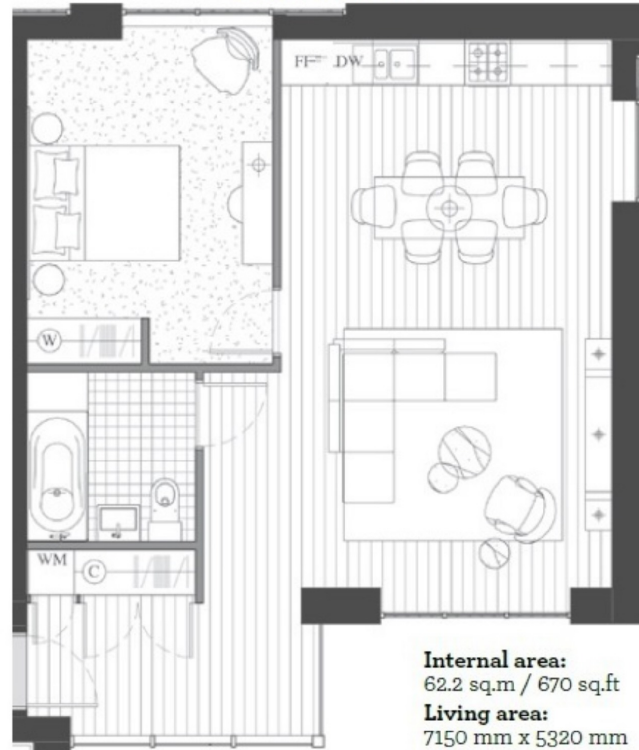 FF DW
W
WM
C
Internal area:
62.2 sq.m / 670 sq.ft
Living area:
7150 mm x 5320 mm